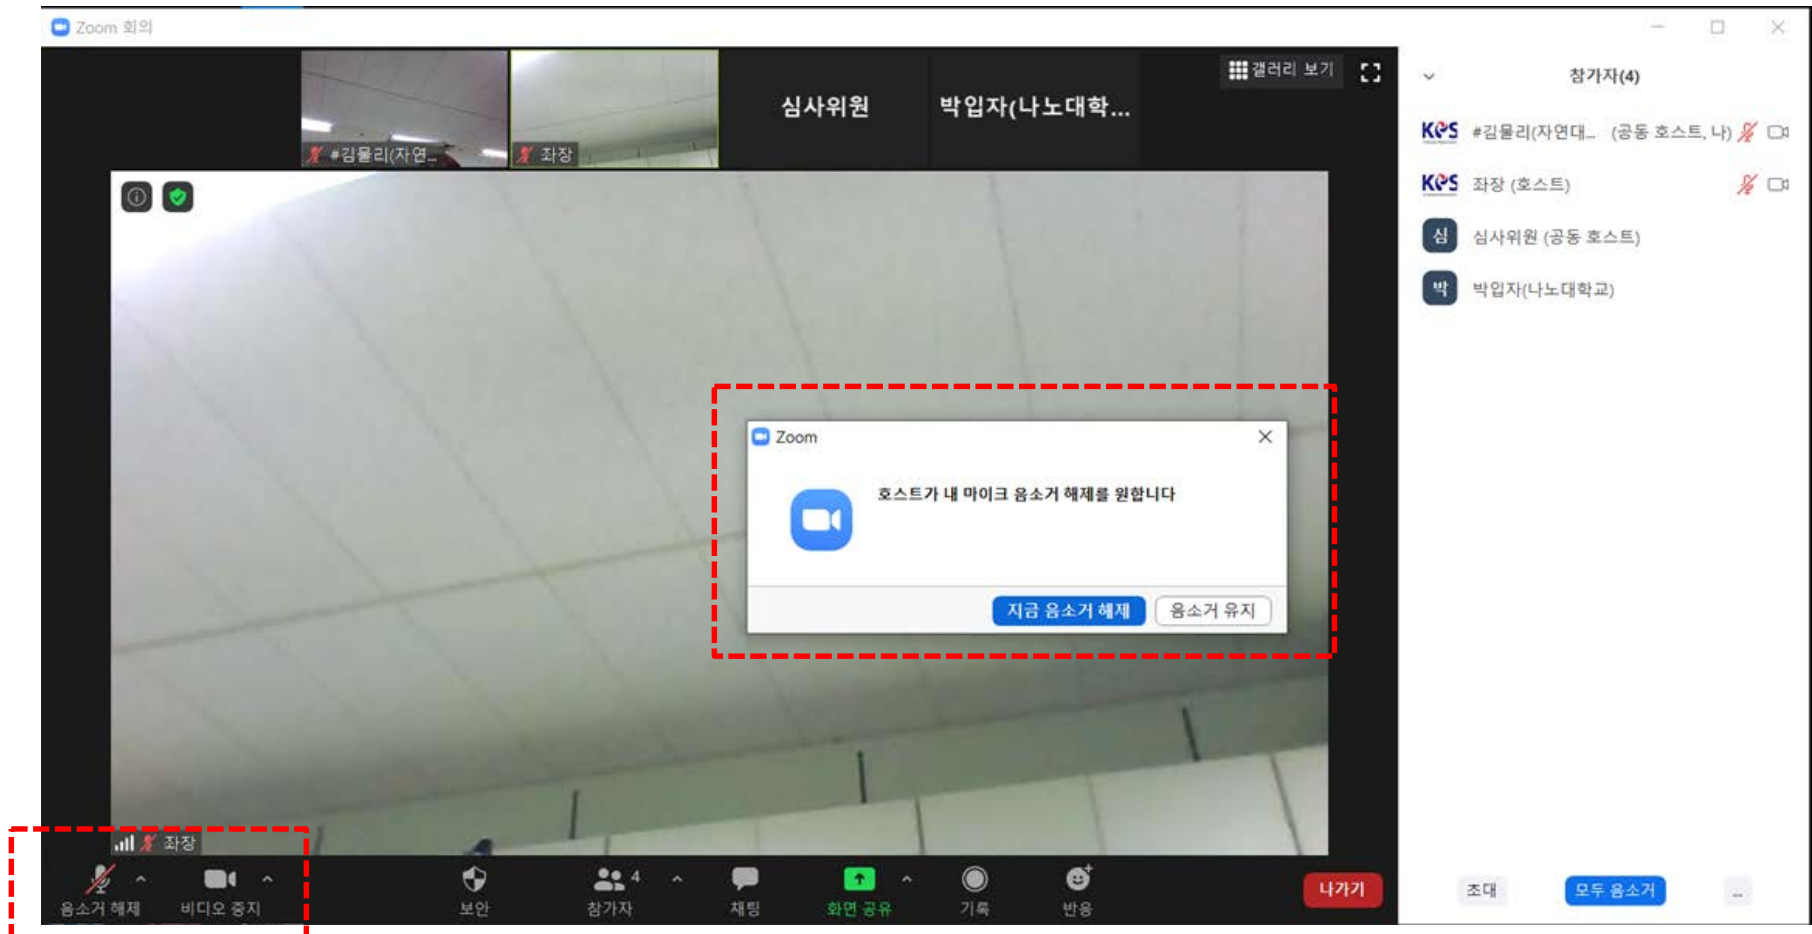 Zoom 회의
#김물리(자연...
좌장
심사위원
박입자(나노대학...
갤러리 보기
참가자(4)
KPS #김물리(자연대... (공동 호스트, 나)
KPS 좌장 (호스트)
심 심사위원 (공동 호스트)
박 박입자(나노대학교)
Zoom
호스트가 내 마이크 음소거 해제를 원합니다
지금 음소거 해제
음소거 유지
좌장
음소거 해제
비디오 중지
보안
4
참가자
채팅
화면 공유
기록
반응
나가기
초대
모두 음소거
...